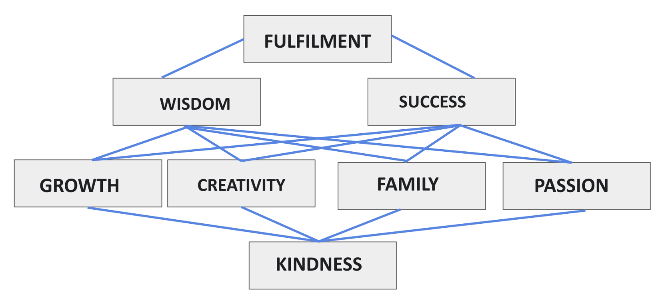 FULFILMENT
WISDOM
SUCCESS
GROWTH
CREATIVITY
FAMILY
PASSION
KINDNESS